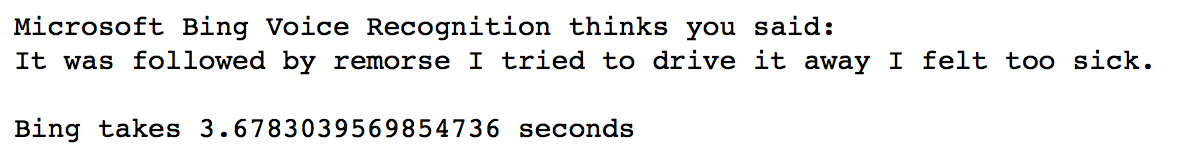 Microsoft Bing Voice Recognition thinks you said:
It was followed by remorse I tried to drive it away I felt too sick.
Bing takes 3.6783039569854736 seconds